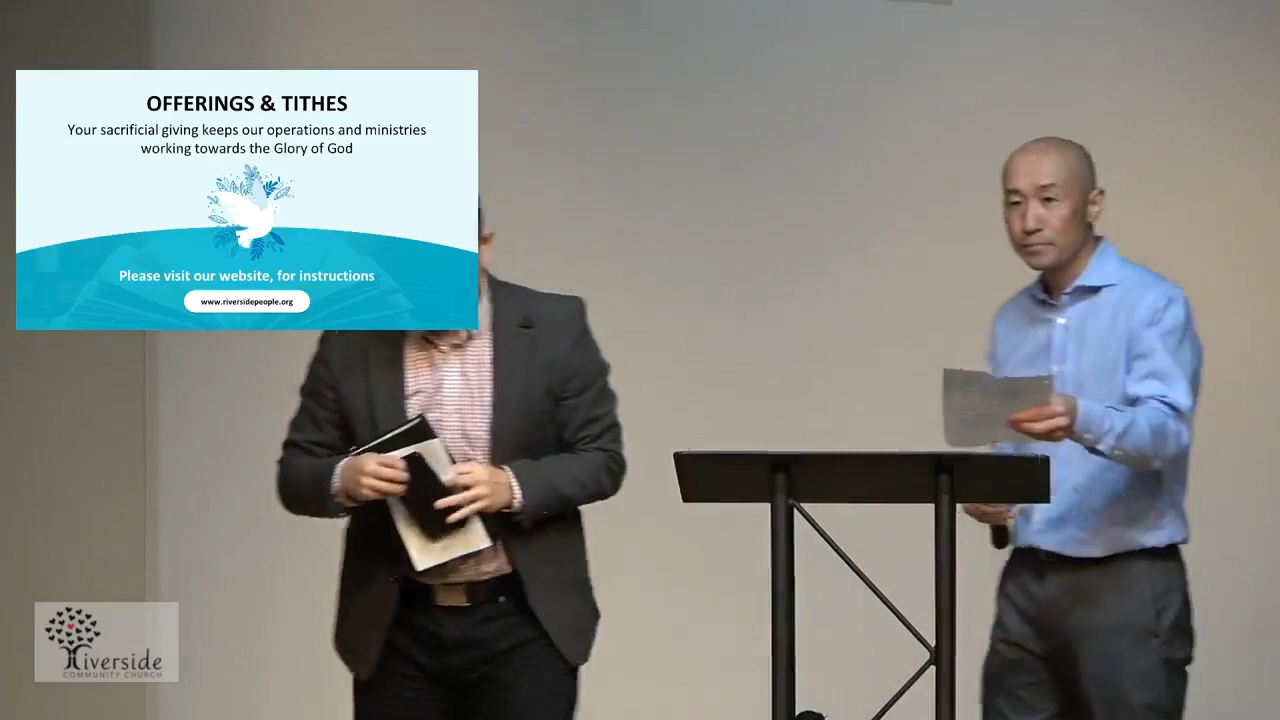 OFFERINGS & TITHES
Your sacrificial giving keeps our operations and ministries
working towards the Glory of God
Please visit our website, for instructions
www.riversidepeople.org
Riverside
COMMUNITY CHURCH